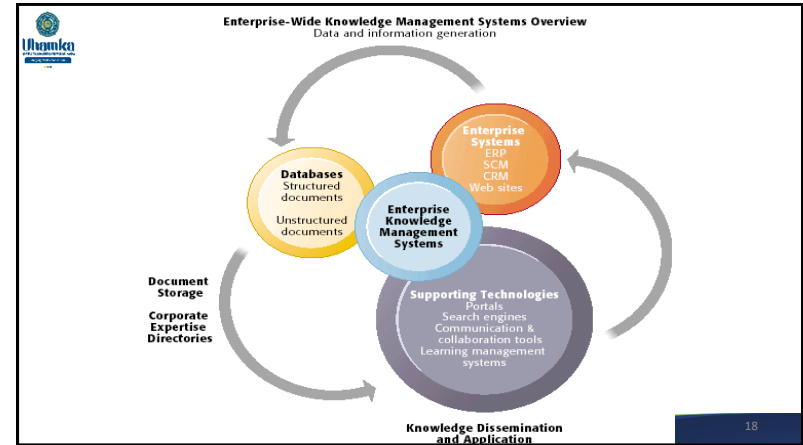 Enterprise-Wide Knowledge Management Systems Overview
Data and information generation
Uhamka
Enterprise
Systems
ERP
SCM
CRM
Web sites
Databases
Structured
documents
Unstructured
documents
Enterprise
Knowledge
Management
Systems
Document
Storage
Corporate
Expertise
Directories
Supporting Technologies
Portals
Search engines
Communication &
collaboration tools
Learning management
systems
Knowledge Dissemination
and Application
18